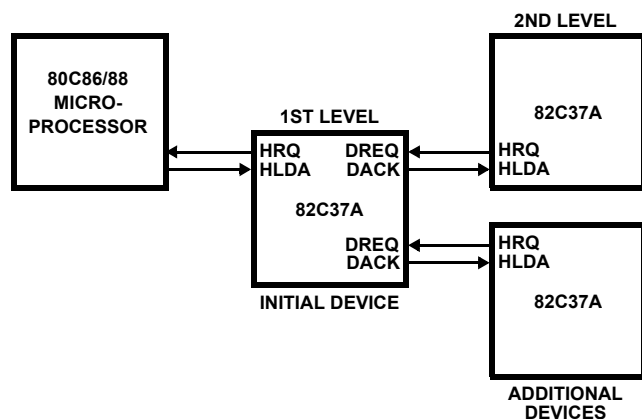 2ND LEVEL
80C86/88
MICRO-
PROCESSOR
1ST LEVEL
82C37A
HRQ
HLDA
DREQ
DACK
HRQ
HLDA
82C37A
DREQ
DACK
HRQ
HLDA
INITIAL DEVICE
82C37A
ADDITIONAL
DEVICES